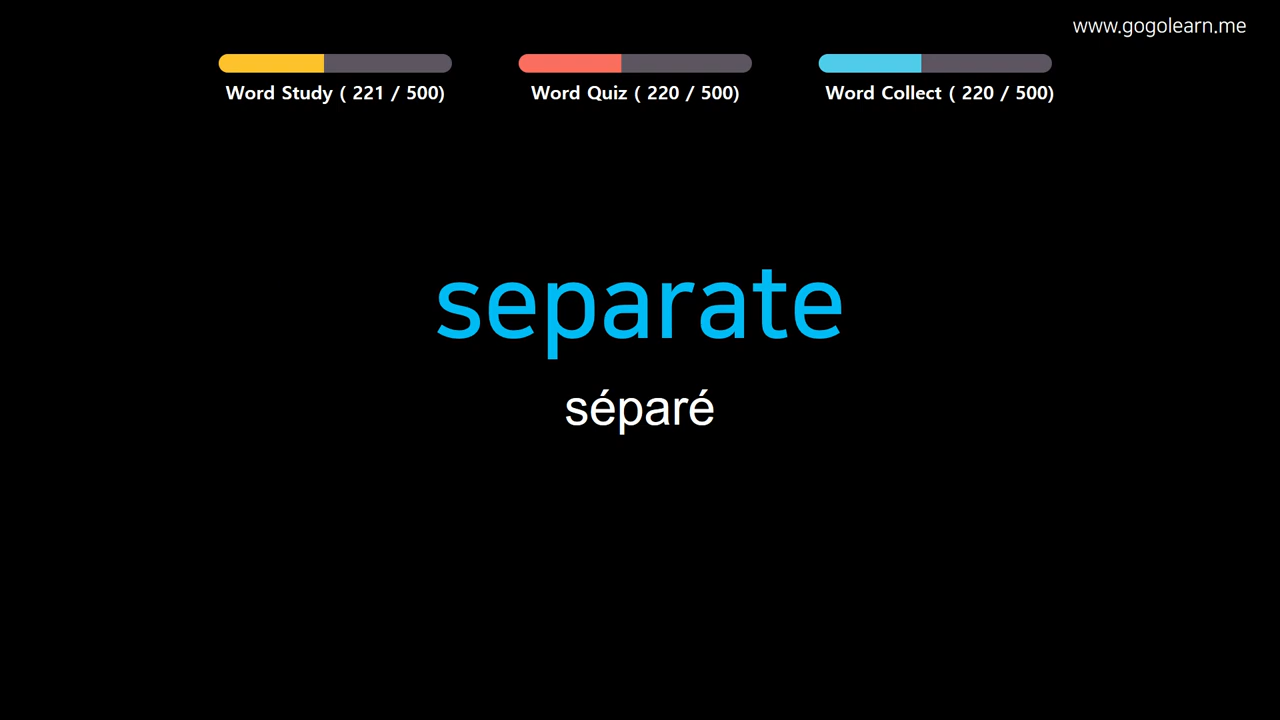 www.gogolearn.me
Word Study ( 221 / 500)
Word Quiz ( 220 / 500)
Word Collect ( 220 / 500)
separate
séparé